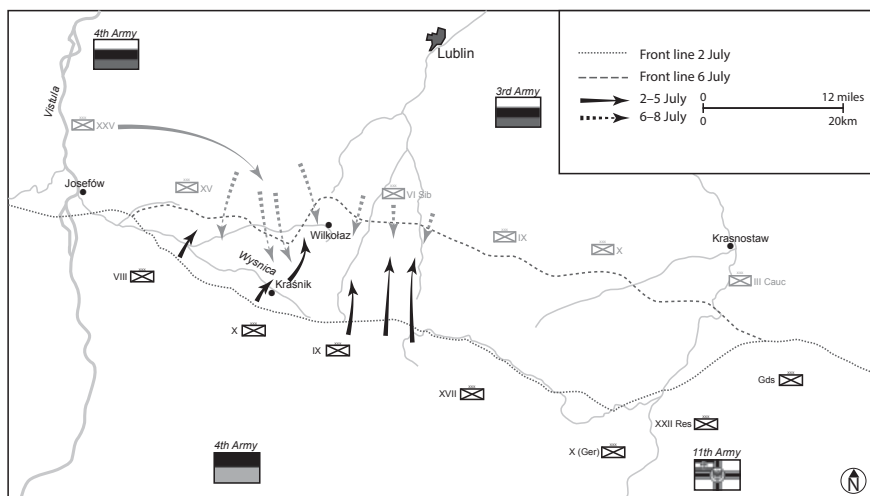 4th Army
Lublin
Vistula
3rd Army
Front line 2 July
Front line 6 July
2–5 July
6–8 July
0
12 miles
0
20km
XXV
Josefów
XV
VI Sib
Wilkołaz
IX
X
Krasnostaw
Wysnica
VIII
Kraśnik
III Cauc
X
IX
Gds
XVII
XXII Res
4th Army
X (Ger)
11th Army
N